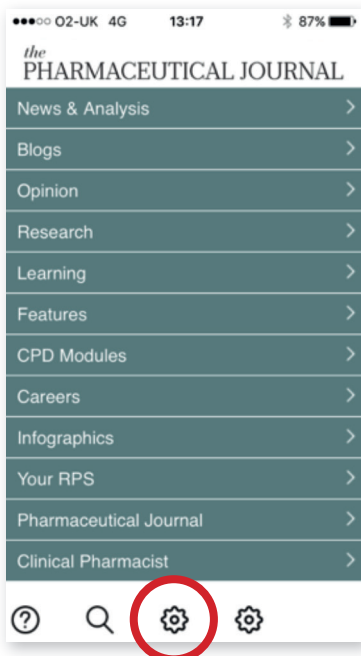 O2-UK 4G 13:17 87%
the
PHARMACEUTICAL JOURNAL
News & Analysis
Blogs
Opinion
Research
Learning
Features
CPD Modules
Careers
Infographics
Your RPS
Pharmaceutical Journal
Clinical Pharmacist
?